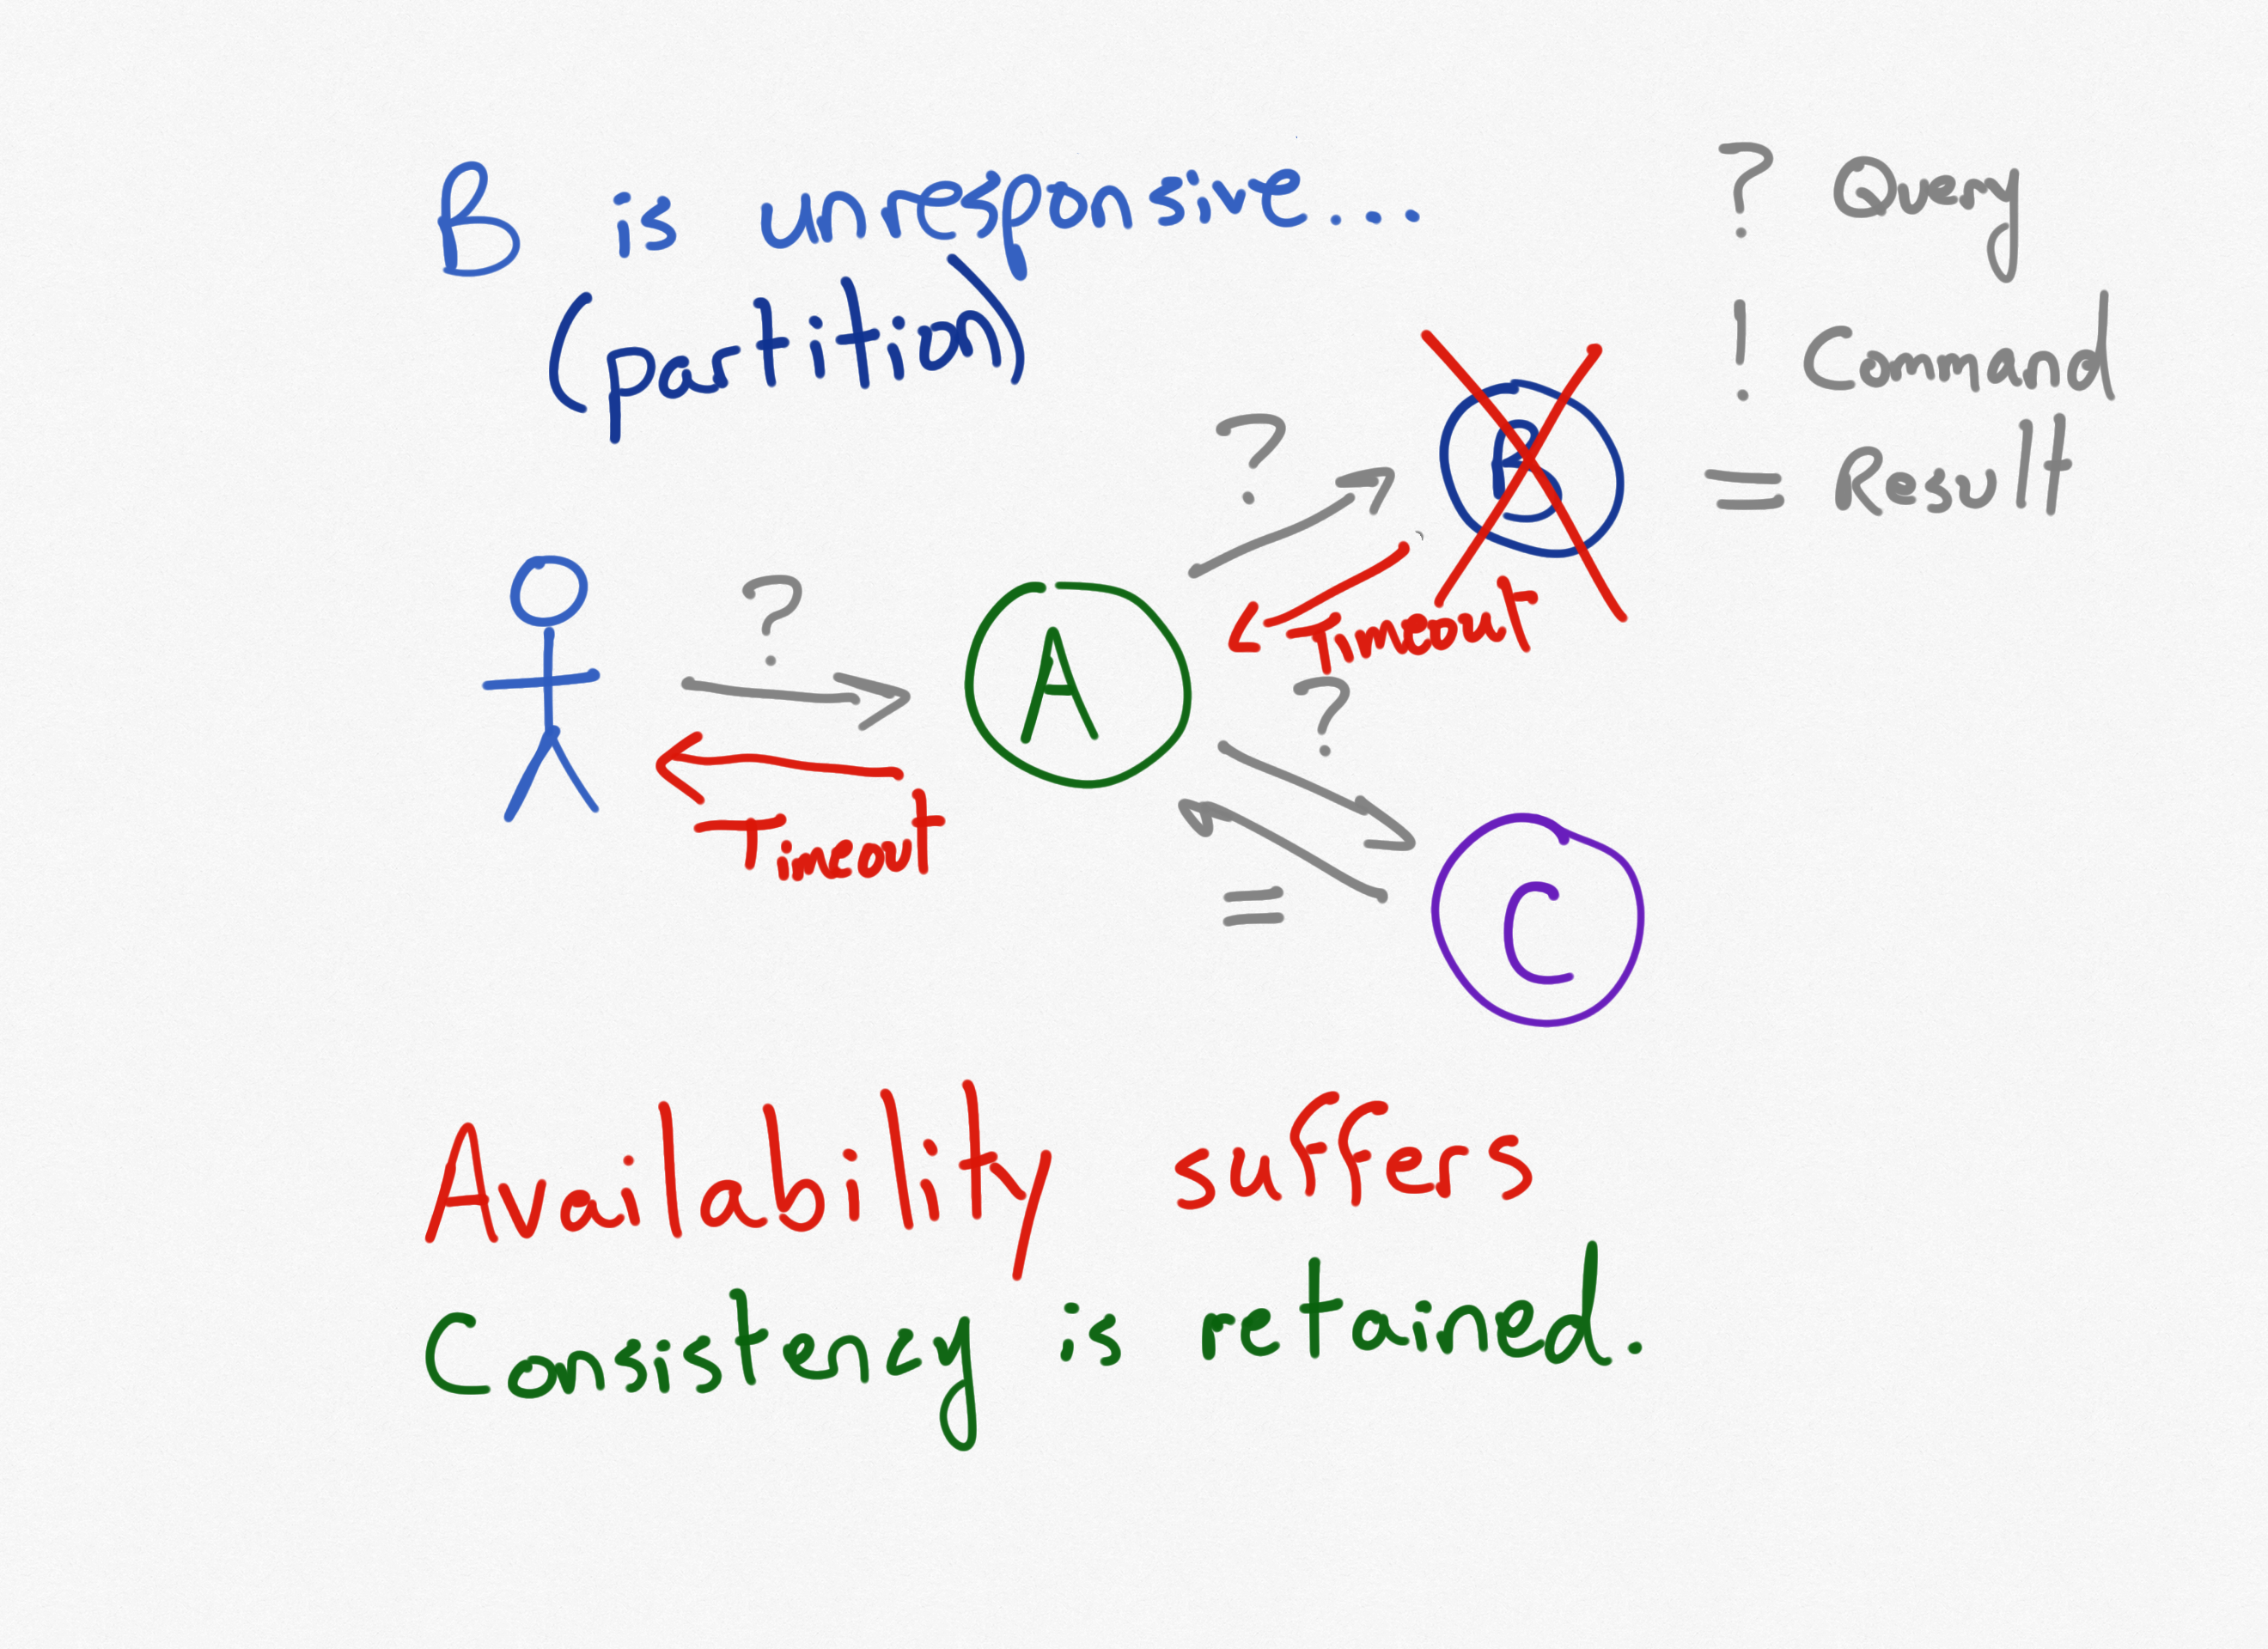 B is unresponsive...
(partition)
? Query
! Command
= Result
?
B
Timeout
?
A
Timeout
?
=
C
Availability suffers
Consistency is retained.